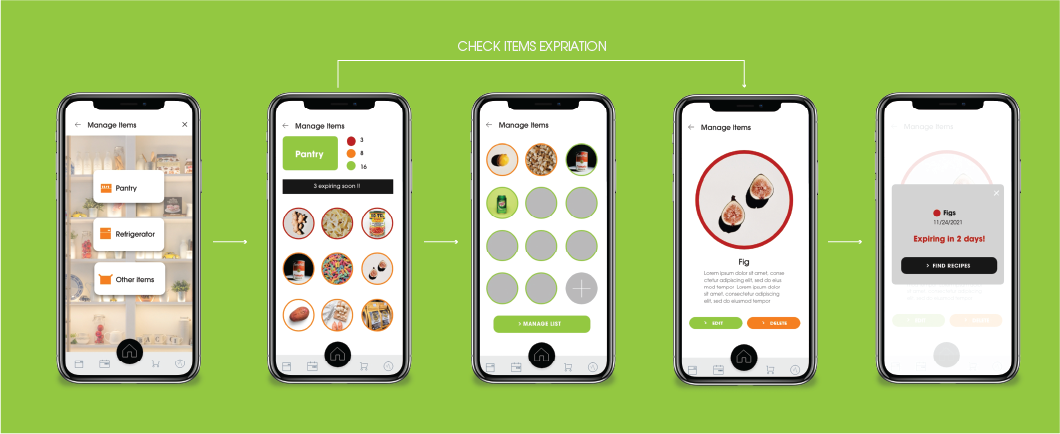 CHECK ITEMS EXPRIATION
← Manage Items ×
Pantry
Refrigerator
Other items
← Manage Items
Pantry
3
8
16
3 expiring soon !!
← Manage Items
> MANAGE LIST
← Manage Items
Fig
Lorem ipsum dolor sit amet, conse
ctetur adipiscing elit, sed do eius
mod tempor. Lorem ipsum dolor
sit amet, consectetur adipiscing
elit, sed do eiusmod tempor
> EDIT
> DELETE
Manage Items
×
Figs
11/24/2021
Expiring in 2 days!
> FIND RECIPES